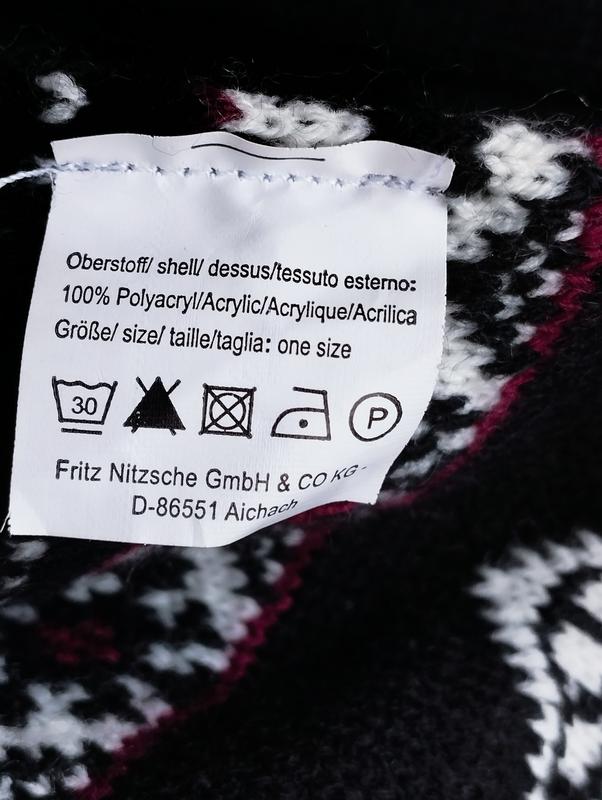 Oberstoff/ shell/ dessus/tessuto esterno:
100% Polyacryl/Acrylic/Acrylique/Acrilica
Größe/ size/ taille/taglia: one size
30 P
Fritz Nitzsche GmbH & CO KG -
D-86551 Aichach